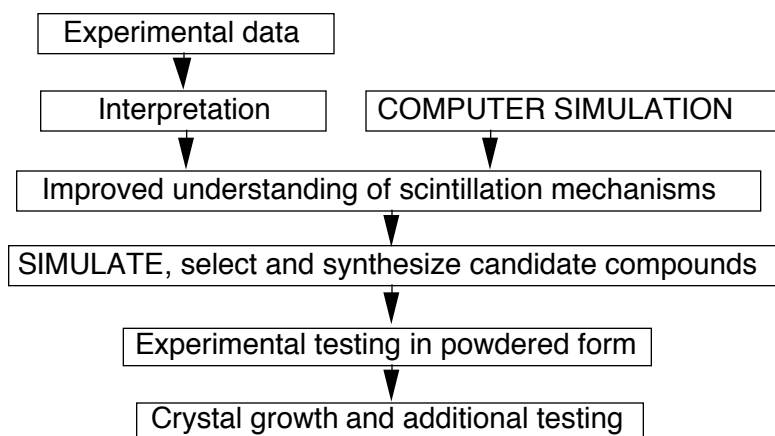 Experimental data
Interpretation
COMPUTER SIMULATION
Improved understanding of scintillation mechanisms
SIMULATE, select and synthesize candidate compounds
Experimental testing in powdered form
Crystal growth and additional testing